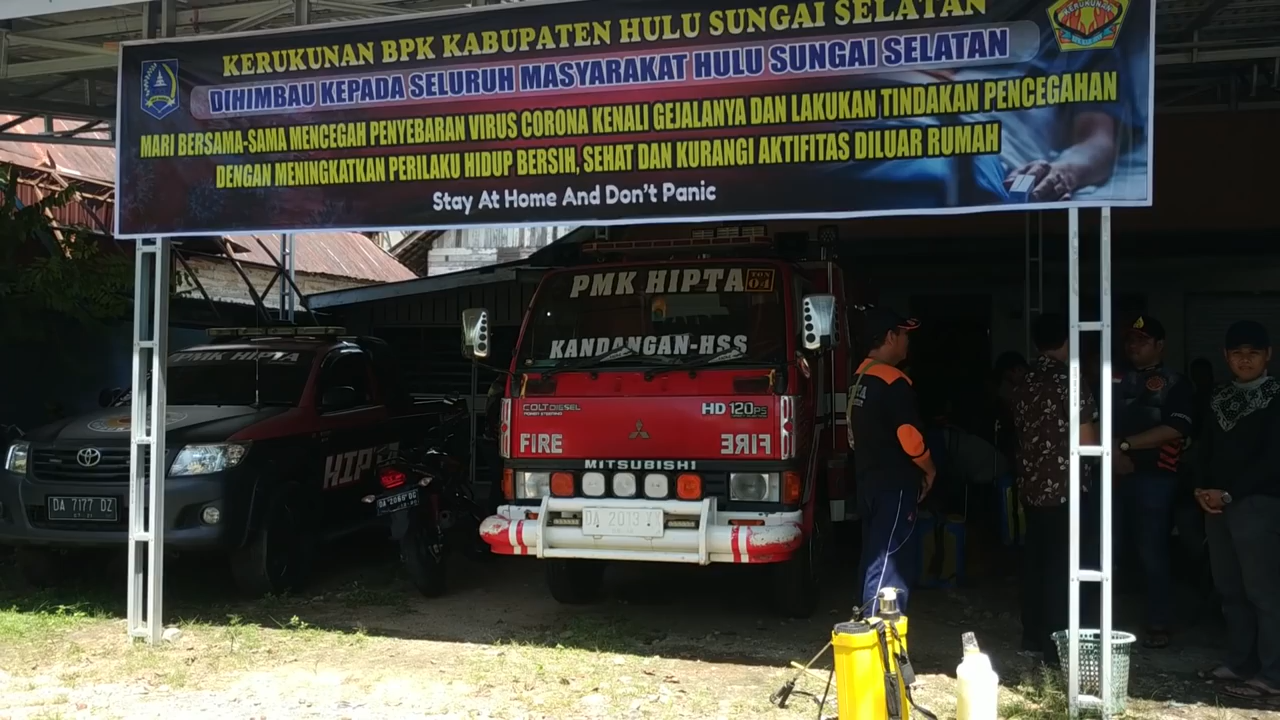 KERUKUNAN BPK KABUPATEN HULU SUNGAI SELATAN
DIHIMBAU KEPADA SELURUH MASYARAKAT HULU SUNGAI SELATAN
MARI BERSAMA-SAMA MENCEGAH PENYEBARAN VIRUS CORONA KENALI GEJALANYA DAN LAKUKAN TINDAKAN PENCEGAHAN
DENGAN MENINGKATKAN PERILAKU HIDUP BERSIH, SEHAT DAN KURANGI AKTIFITAS DILUAR RUMAH
Stay At Home And Don't Panic
KERUKUNAN
PMK HIPTA
04
KANDANGAN-HSS
COLT DIESEL
HD 120PS
FIRE
FIRE
MITSUBISHI
DA 2013
PMK HIPTA
HIPT
DA 7177 DZ